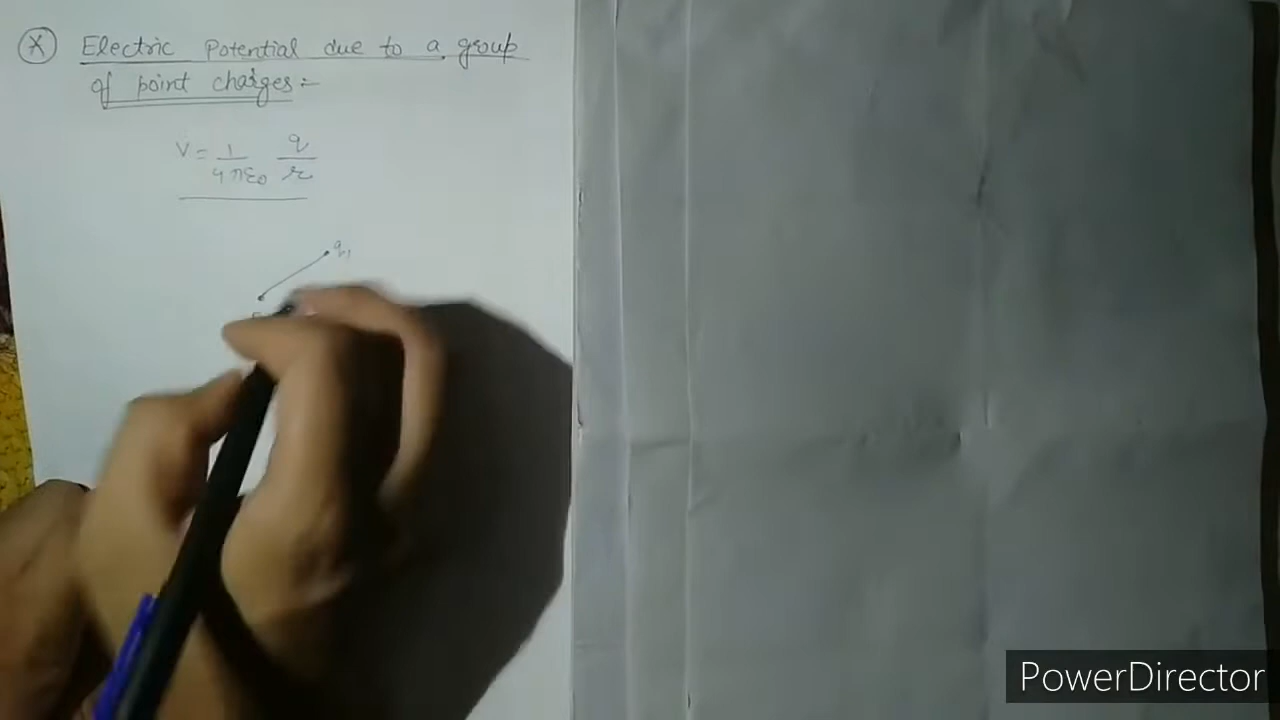 * Electric Potential due to a group
of point charges :-
V = 1/4πε0 q/r
q1
PowerDirector